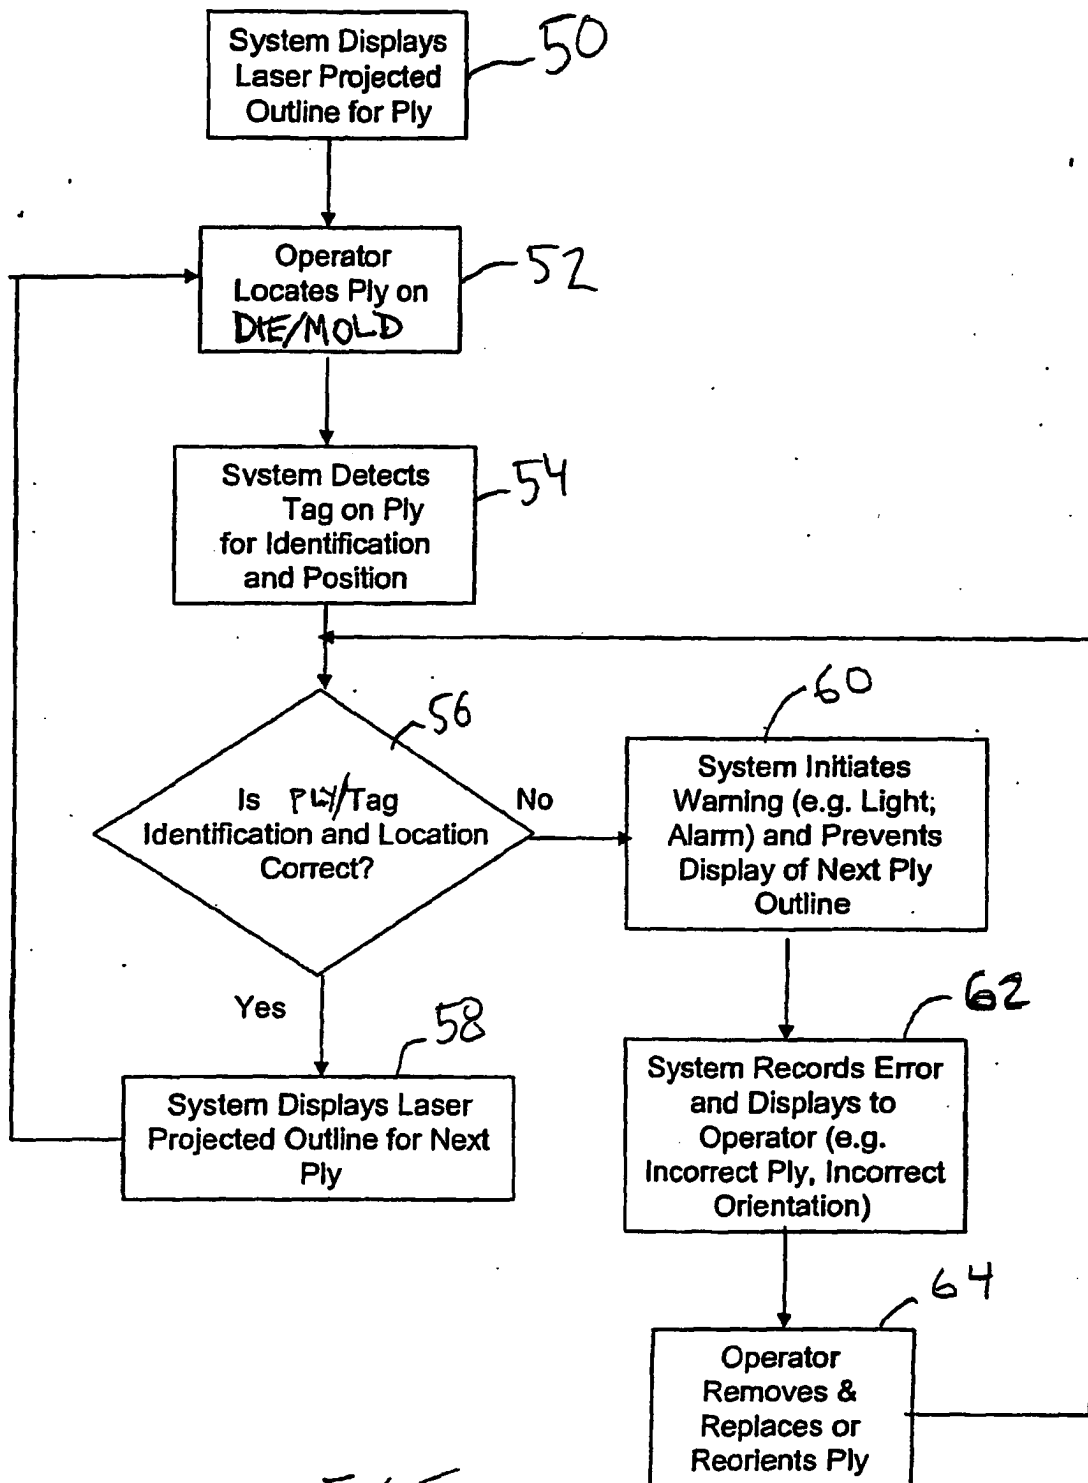 System Displays
Laser Projected
Outline for Ply
50
Operator
Locates Ply on
DIE/MOLD
52
System Detects
Tag on Ply
for Identification
and Position
54
56
Is PLY/Tag
Identification and Location
Correct?
No
Yes
60
System Initiates
Warning (e.g. Light;
Alarm) and Prevents
Display of Next Ply
Outline
58
System Displays Laser
Projected Outline for Next
Ply
62
System Records Error
and Displays to
Operator (e.g.
Incorrect Ply, Incorrect
Orientation)
64
Operator
Removes &
Replaces or
Reorients Ply